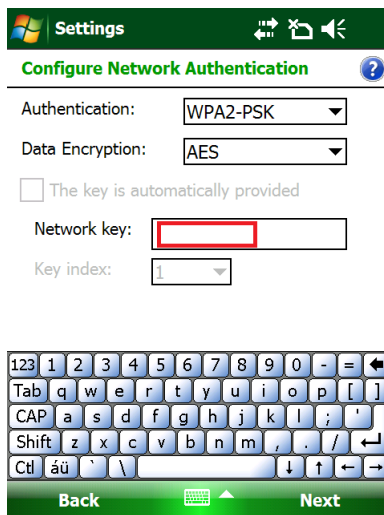 Settings
Configure Network Authentication ?
Authentication: WPA2-PSK
Data Encryption: AES
The key is automatically provided
Network key:
Key index: 1
123 1 2 3 4 5 6 7 8 9 0 - =
Tab q w e r t y u i o p [ ]
CAP a s d f g h j k l ; '
Shift z x c v b n m , . /
Ctl áü ` \
Back Next